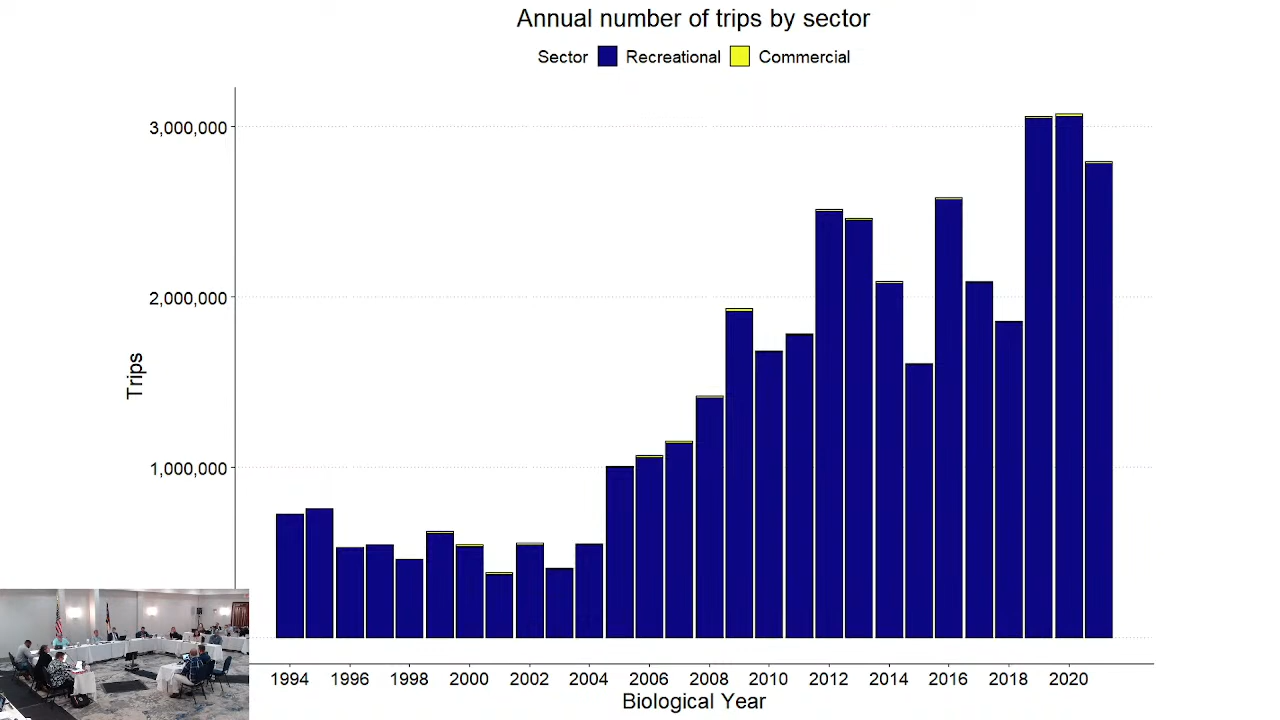 Annual number of trips by sector
Sector Recreational Commercial
3,000,000
2,000,000
1,000,000
Trips
1994 1996 1998 2000 2002 2004 2006 2008 2010 2012 2014 2016 2018 2020
Biological Year